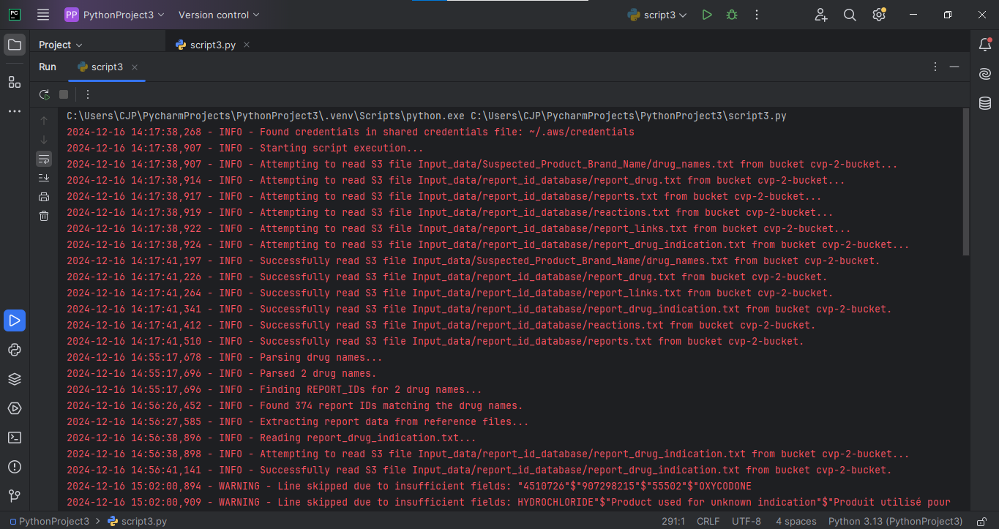 PC
PP PythonProject3 Version control script3
Project script3.py
Run script3
C:\Users\CJP\PycharmProjects\PythonProject3\.venv\Scripts\python.exe C:\Users\CJP\PycharmProjects\PythonProject3\script3.py
2024-12-16 14:17:38,268 - INFO - Found credentials in shared credentials file: ~/.aws/credentials
2024-12-16 14:17:38,907 - INFO - Starting script execution...
2024-12-16 14:17:38,907 - INFO - Attempting to read S3 file Input_data/Suspected_Product_Brand_Name/drug_names.txt from bucket cvp-2-bucket...
2024-12-16 14:17:38,914 - INFO - Attempting to read S3 file Input_data/report_id_database/report_drug.txt from bucket cvp-2-bucket...
2024-12-16 14:17:38,917 - INFO - Attempting to read S3 file Input_data/report_id_database/reports.txt from bucket cvp-2-bucket...
2024-12-16 14:17:38,919 - INFO - Attempting to read S3 file Input_data/report_id_database/reactions.txt from bucket cvp-2-bucket...
2024-12-16 14:17:38,922 - INFO - Attempting to read S3 file Input_data/report_id_database/report_links.txt from bucket cvp-2-bucket...
2024-12-16 14:17:38,924 - INFO - Attempting to read S3 file Input_data/report_id_database/report_drug_indication.txt from bucket cvp-2-bucket...
2024-12-16 14:17:41,197 - INFO - Successfully read S3 file Input_data/Suspected_Product_Brand_Name/drug_names.txt from bucket cvp-2-bucket.
2024-12-16 14:17:41,226 - INFO - Successfully read S3 file Input_data/report_id_database/report_drug.txt from bucket cvp-2-bucket.
2024-12-16 14:17:41,264 - INFO - Successfully read S3 file Input_data/report_id_database/report_links.txt from bucket cvp-2-bucket.
2024-12-16 14:17:41,341 - INFO - Successfully read S3 file Input_data/report_id_database/report_drug_indication.txt from bucket cvp-2-bucket.
2024-12-16 14:17:41,412 - INFO - Successfully read S3 file Input_data/report_id_database/reactions.txt from bucket cvp-2-bucket.
2024-12-16 14:17:41,510 - INFO - Successfully read S3 file Input_data/report_id_database/reports.txt from bucket cvp-2-bucket.
2024-12-16 14:55:17,678 - INFO - Parsing drug names...
2024-12-16 14:55:17,696 - INFO - Parsed 2 drug names.
2024-12-16 14:55:17,696 - INFO - Finding REPORT_IDs for 2 drug names...
2024-12-16 14:56:26,452 - INFO - Found 374 report IDs matching the drug names.
2024-12-16 14:56:27,585 - INFO - Extracting report data from reference files...
2024-12-16 14:56:38,896 - INFO - Reading report_drug_indication.txt...
2024-12-16 14:56:38,898 - INFO - Attempting to read S3 file Input_data/report_id_database/report_drug_indication.txt from bucket cvp-2-bucket...
2024-12-16 14:56:41,141 - INFO - Successfully read S3 file Input_data/report_id_database/report_drug_indication.txt from bucket cvp-2-bucket.
2024-12-16 15:02:00,894 - WARNING - Line skipped due to insufficient fields: "4510726"$"907298215"$"55502"$"OXYCODONE
2024-12-16 15:02:00,909 - WARNING - Line skipped due to insufficient fields: HYDROCHLORIDE"$"Product used for unknown indication"$"Produit utilisé pour
PythonProject3 > script3.py 291:1 CRLF UTF-8 4 spaces Python 3.13 (PythonProject3)